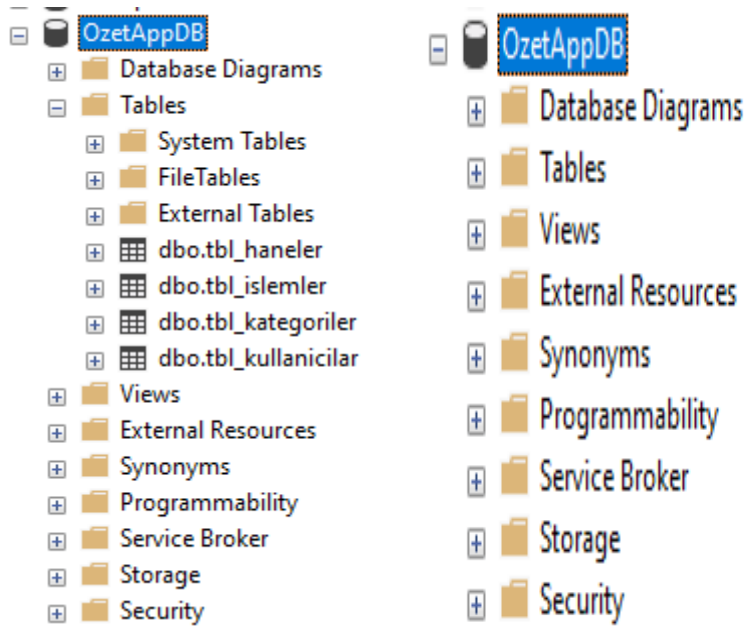 OzetAppDB
Database Diagrams
Tables
System Tables
FileTables
External Tables
dbo.tbl_haneler
dbo.tbl_islemler
dbo.tbl_kategoriler
dbo.tbl_kullanicilar
Views
External Resources
Synonyms
Programmability
Service Broker
Storage
Security
OzetAppDB
Database Diagrams
Tables
Views
External Resources
Synonyms
Programmability
Service Broker
Storage
Security